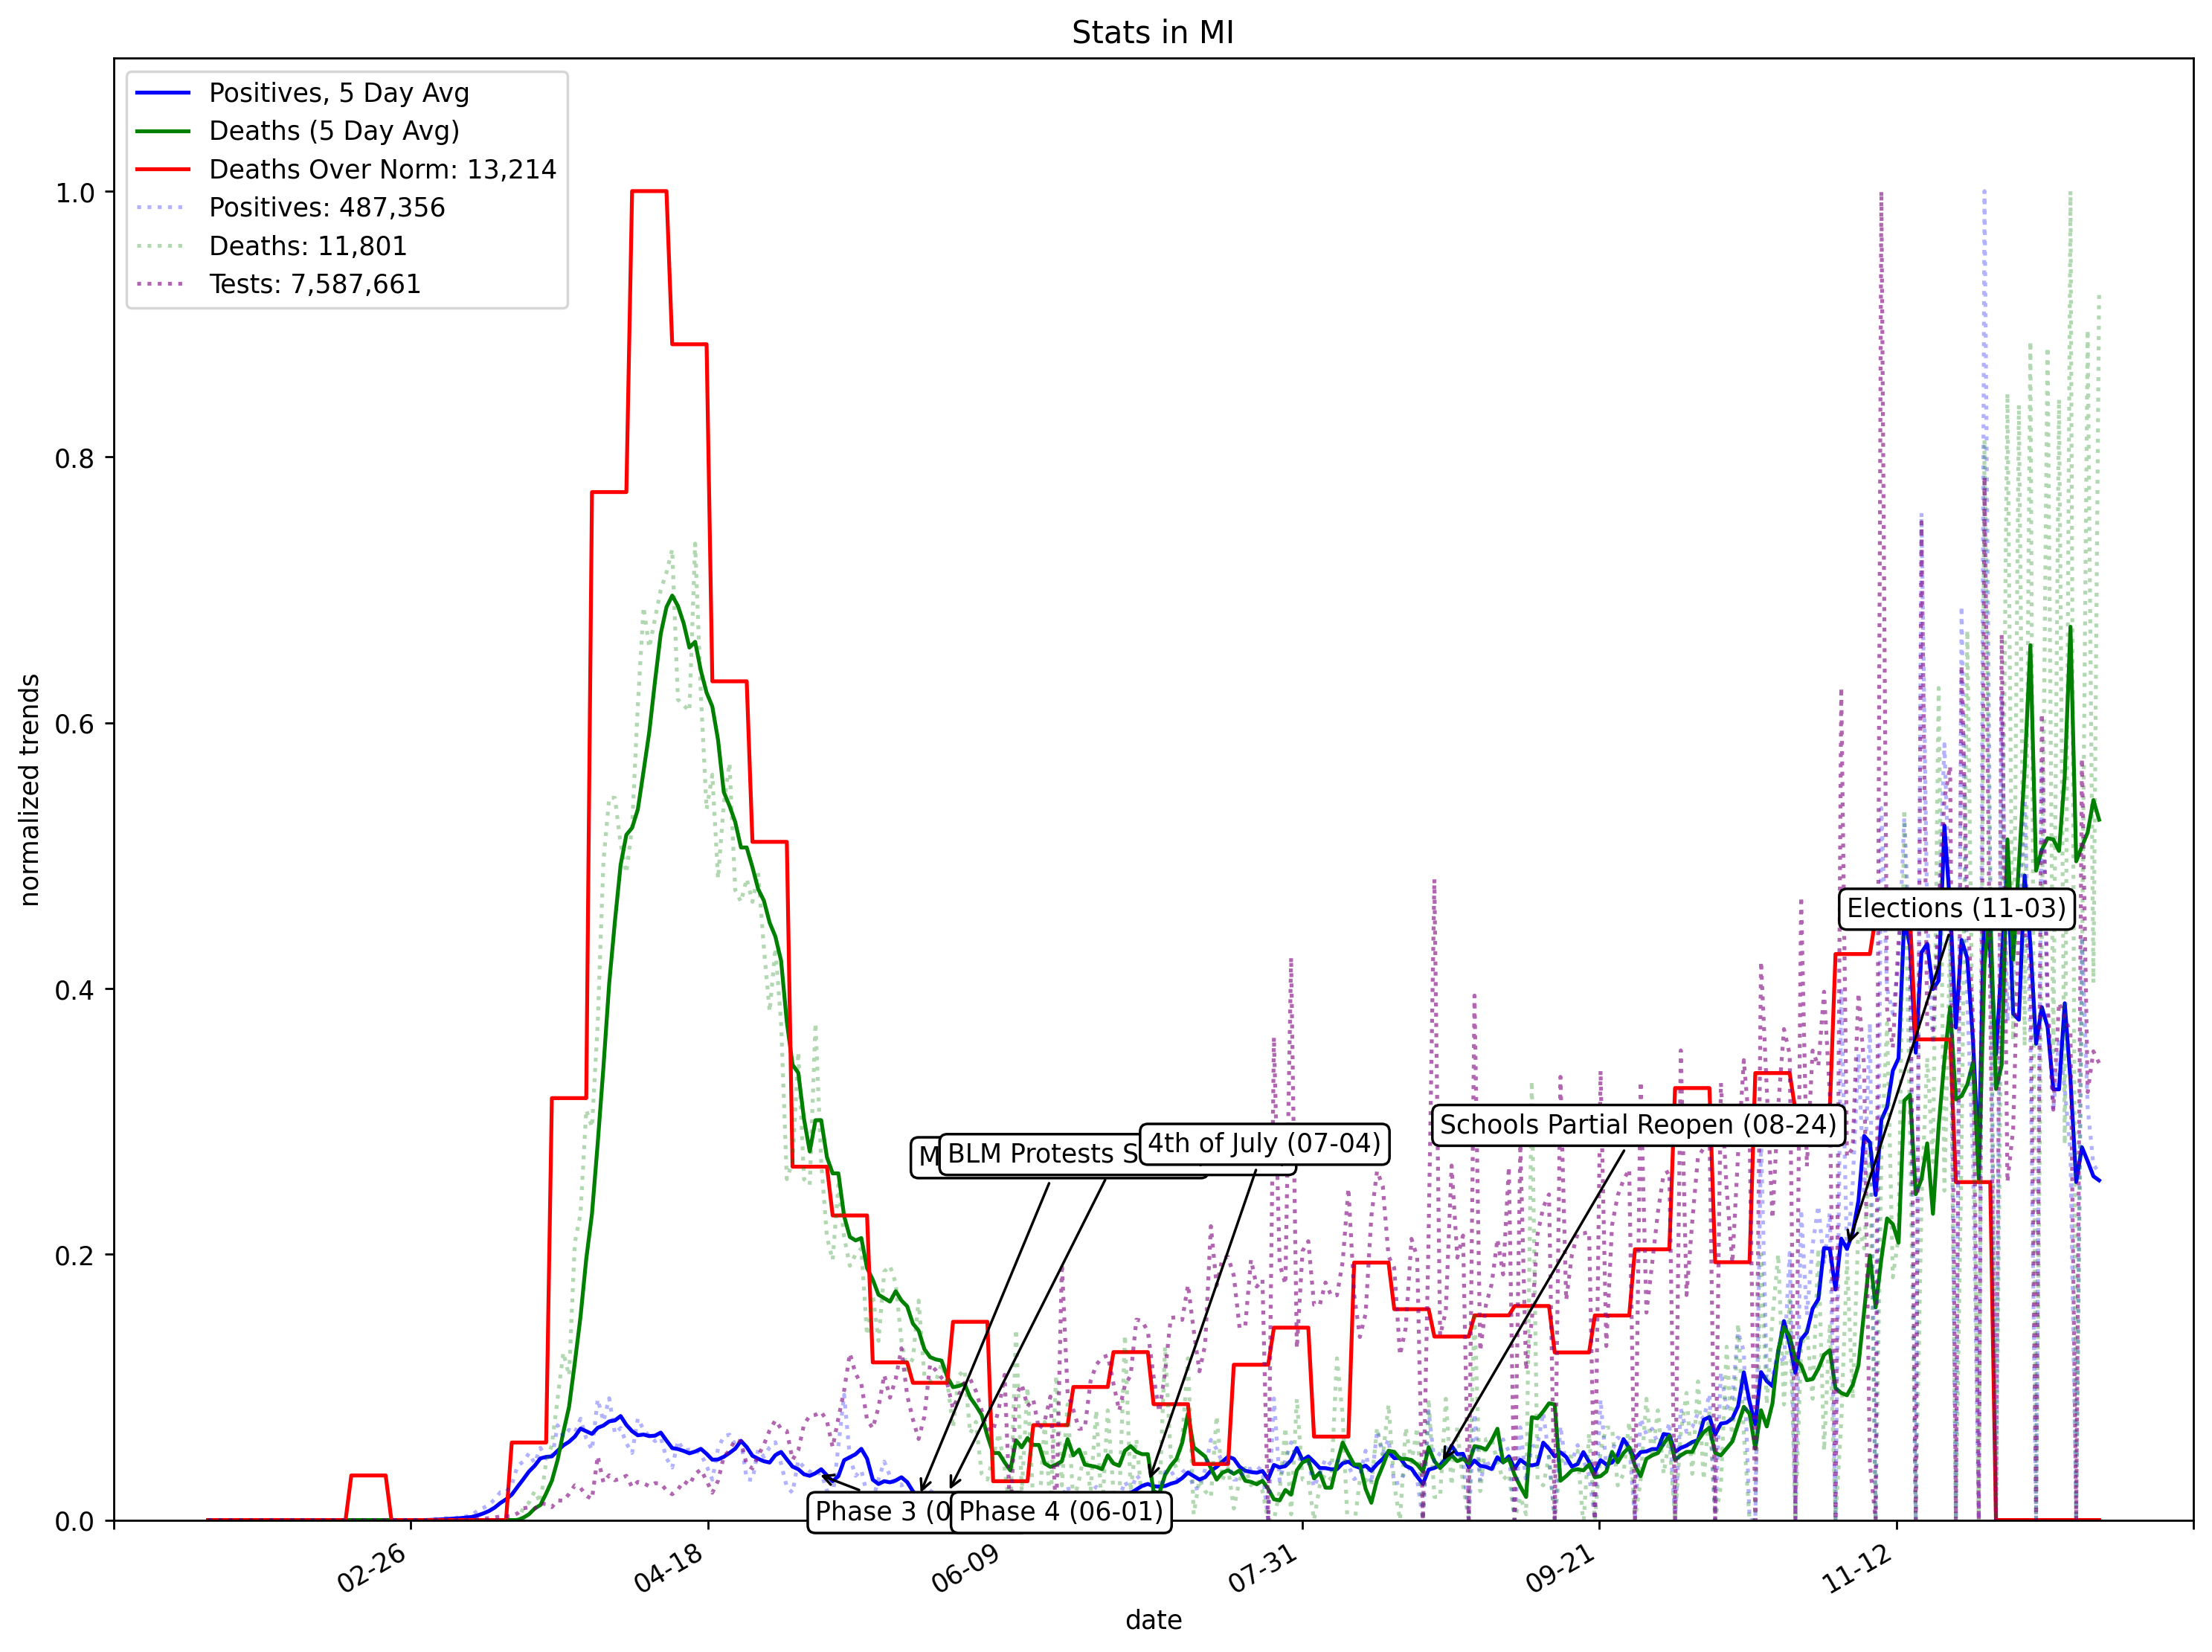 Stats in MI
Positives, 5 Day Avg
Deaths (5 Day Avg)
Deaths Over Norm: 13,214
Positives: 487,356
Deaths: 11,801
Tests: 7,587,661
normalized trends
1.0
0.8
0.6
0.4
0.2
0.0
Elections (11-03)
Schools Partial Reopen (08-24)
4th of July (07-04)
BLM Protests
Phase 3
Phase 4 (06-01)
02-26
04-18
06-09
07-31
09-21
11-12
date